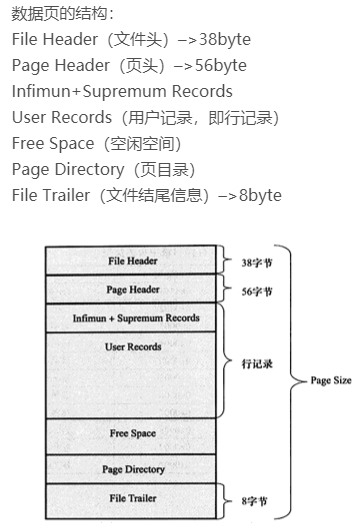 数据页的结构：
File Header（文件头）–>38byte
Page Header（页头）–>56byte
Infimun+Supremum Records
User Records（用户记录，即行记录）
Free Space（空闲空间）
Page Directory（页目录）
File Trailer（文件结尾信息）–>8byte
File Header
38字节
Page Header
56字节
Infimun + Supremum Records
User Records
行记录
Page Size
Free Space
Page Directory
File Trailer
8字节